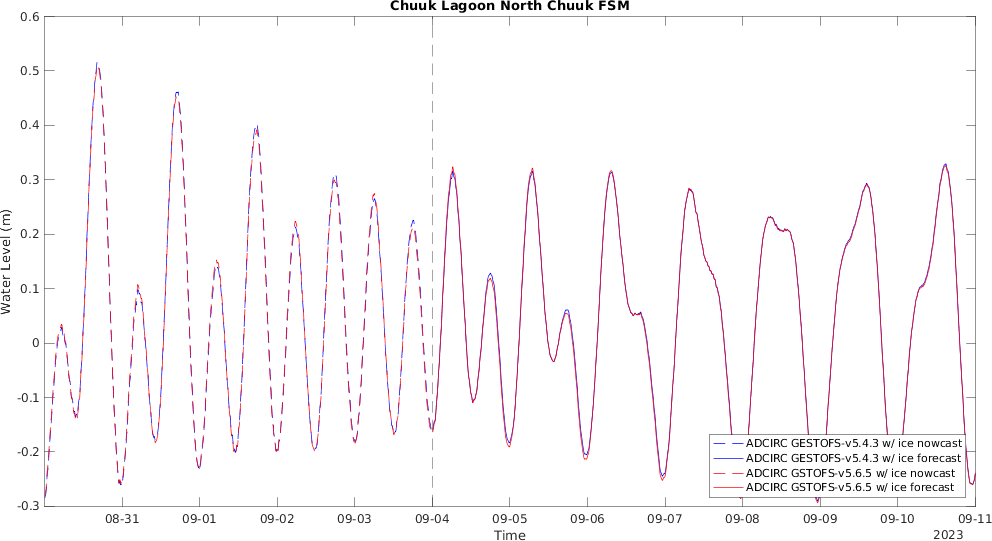 Chuuk Lagoon North Chuuk FSM
0.6
0.5
0.4
0.3
0.2
0.1
0
-0.1
-0.2
-0.3
Water Level (m)
ADCIRC GESTOFS-v5.4.3 w/ ice nowcast
ADCIRC GESTOFS-v5.4.3 w/ ice forecast
ADCIRC GSTOFS-v5.6.5 w/ ice nowcast
ADCIRC GSTOFS-v5.6.5 w/ ice forecast
08-31 09-01 09-02 09-03 09-04 09-05 09-06 09-07 09-08 09-09 09-10 09-11
Time
2023